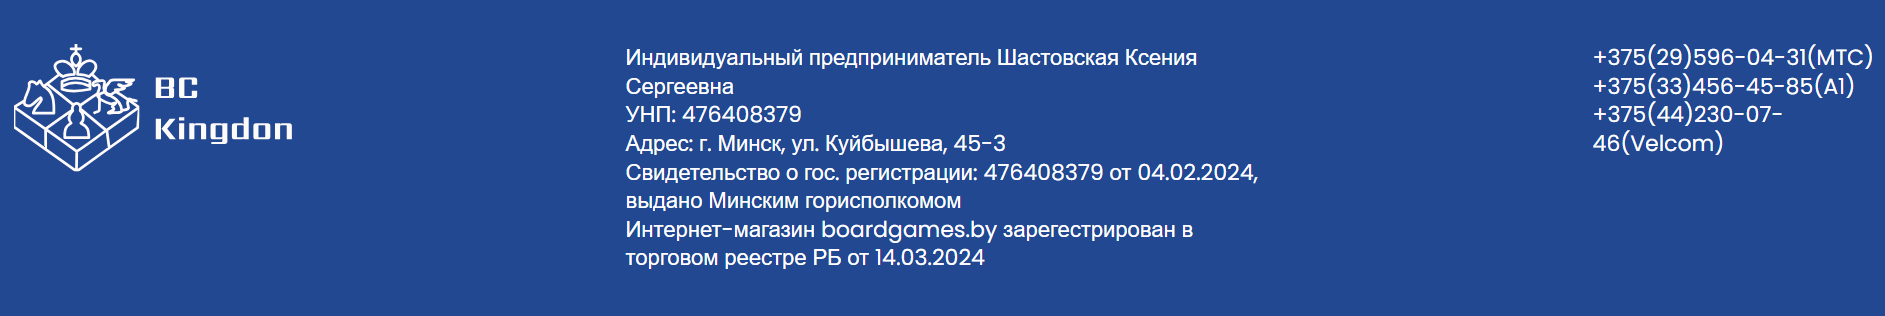 BC
Kingdon
Индивидуальный предприниматель Шастовская Ксения
Сергеевна
УНП: 476408379
Адрес: г. Минск, ул. Куйбышева, 45-3
Свидетельство о гос. регистрации: 476408379 от 04.02.2024,
выдано Минским горисполкомом
Интернет-магазин boardgames.by зарегестрирован в
торговом реестре РБ от 14.03.2024
+375(29)596-04-31(МТС)
+375(33)456-45-85(A1)
+375(44)230-07-
46(Velcom)